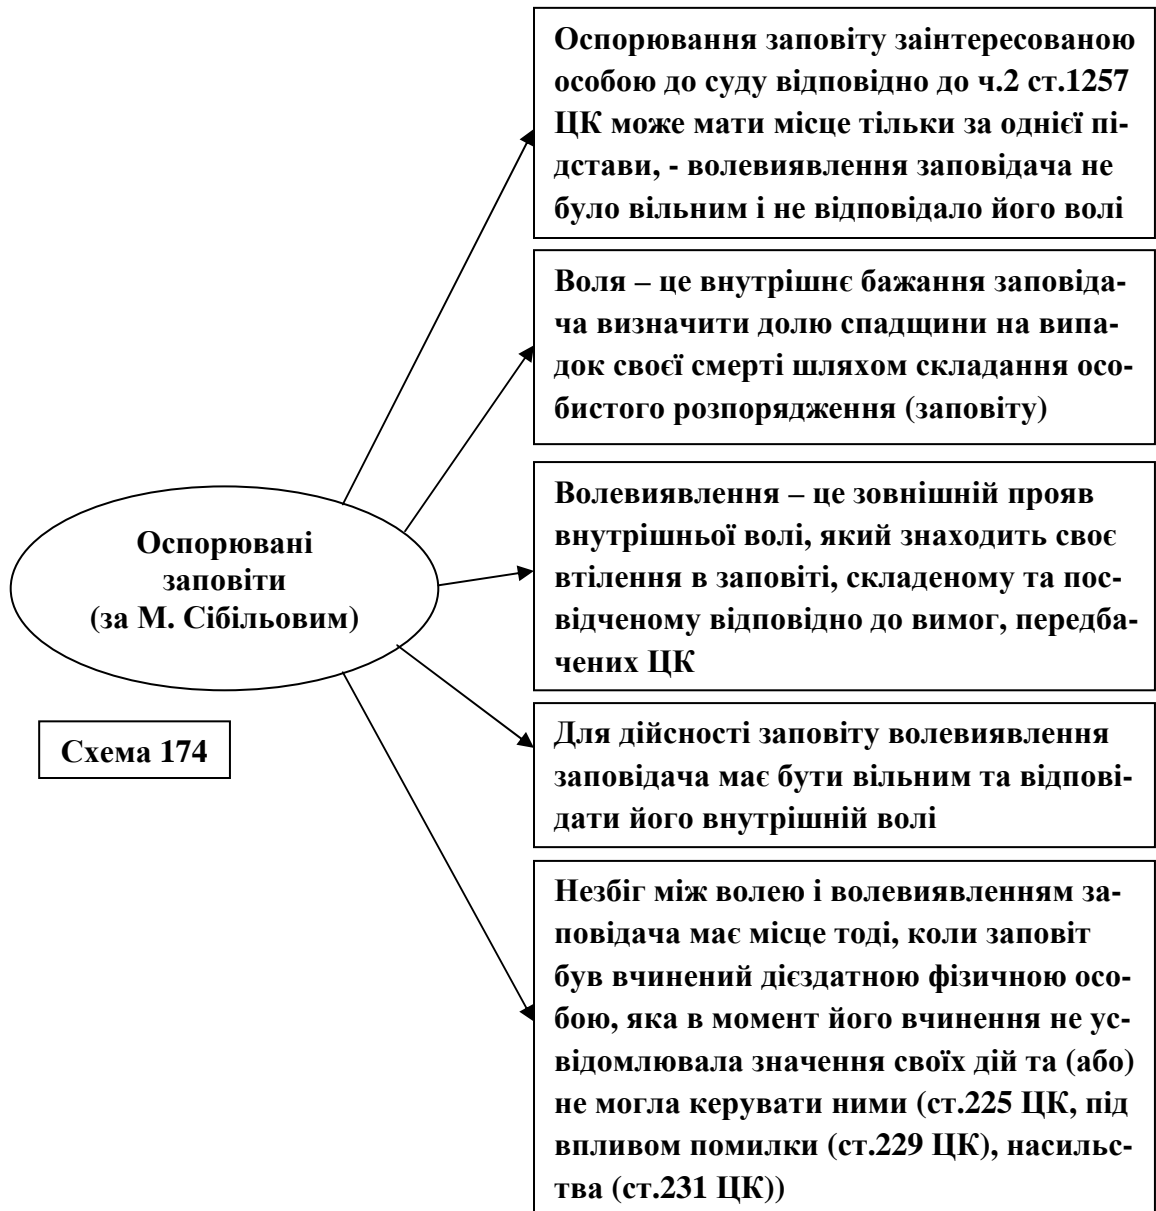 Оспорювання заповіту заінтересованою
особою до суду відповідно до ч.2 ст.1257
ЦК може мати місце тільки за однієї пі-
дстави, - волевиявлення заповідача не
було вільним і не відповідало його волі
Воля – це внутрішнє бажання заповіда-
ча визначити долю спадщини на випа-
док своєї смерті шляхом складання осо-
бистого розпорядження (заповіту)
Волевиявлення – це зовнішній прояв
внутрішньої волі, який знаходить своє
втілення в заповіті, складеному та пос-
відченому відповідно до вимог, передба-
чених ЦК
Оспорювані
заповіти
(за М. Сібільовим)
Схема 174
Для дійсності заповіту волевиявлення
заповідача має бути вільним та відпові-
дати його внутрішній волі
Незбіг між волею і волевиявленням за-
повідача має місце тоді, коли заповіт
був вчинений дієздатною фізичною осо-
бою, яка в момент його вчинення не ус-
відомлювала значення своїх дій та (або)
не могла керувати ними (ст.225 ЦК, під
впливом помилки (ст.229 ЦК), насильс-
тва (ст.231 ЦК))